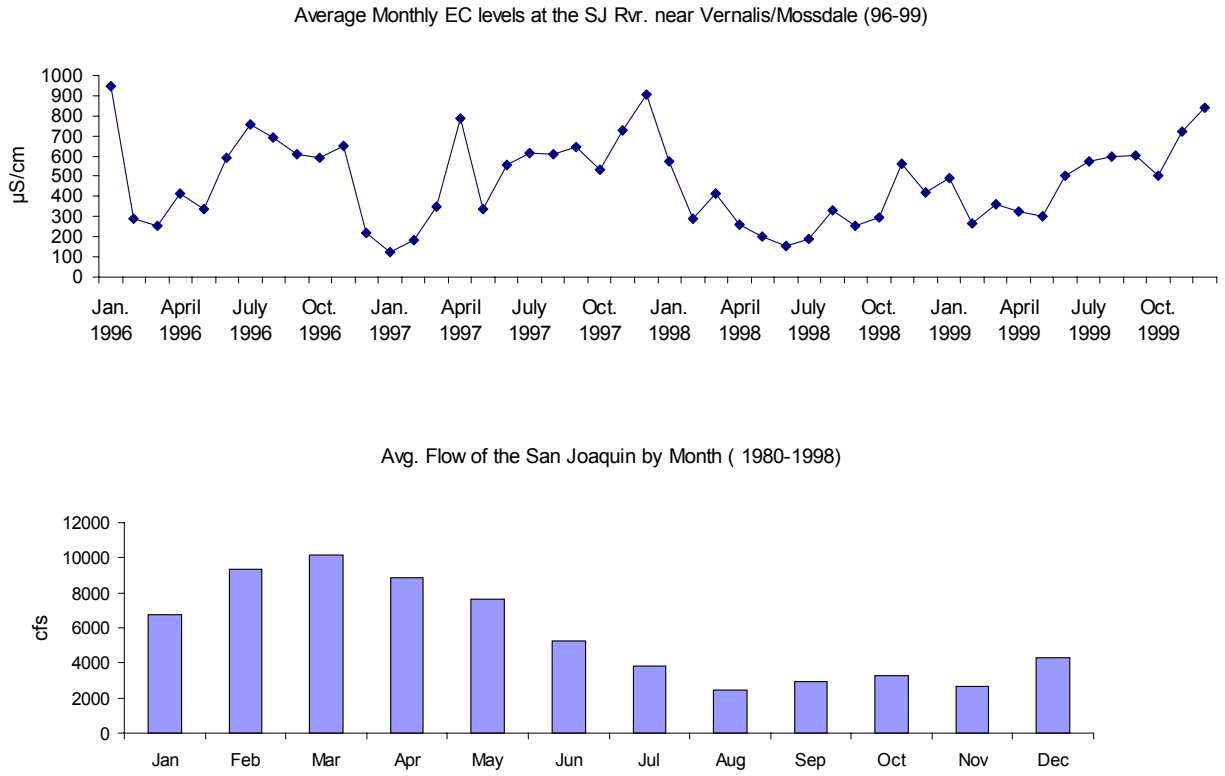 Average Monthly EC levels at the SJ Rvr. near Vernalis/Mossdale (96-99)
µS/cm
1000
900
800
700
600
500
400
300
200
100
0
Jan. April July Oct. Jan. April July Oct. Jan. April July Oct. Jan. April July Oct.
1996 1996 1996 1996 1997 1997 1997 1997 1998 1998 1998 1998 1999 1999 1999 1999
Avg. Flow of the San Joaquin by Month ( 1980-1998)
cfs
12000
10000
8000
6000
4000
2000
0
Jan Feb Mar Apr May Jun Jul Aug Sep Oct Nov Dec